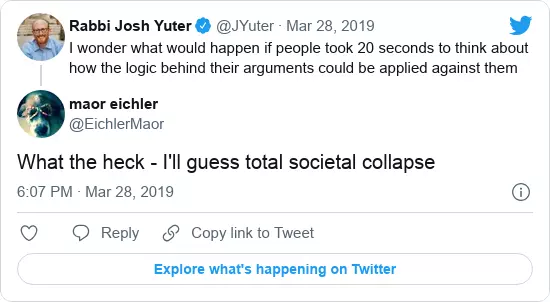 Rabbi Josh Yuter @JYuter · Mar 28, 2019
I wonder what would happen if people took 20 seconds to think about
how the logic behind their arguments could be applied against them
maor eichler
@EichlerMaor
What the heck - I'll guess total societal collapse
6:07 PM · Mar 28, 2019
Reply Copy link to Tweet
Explore what's happening on Twitter